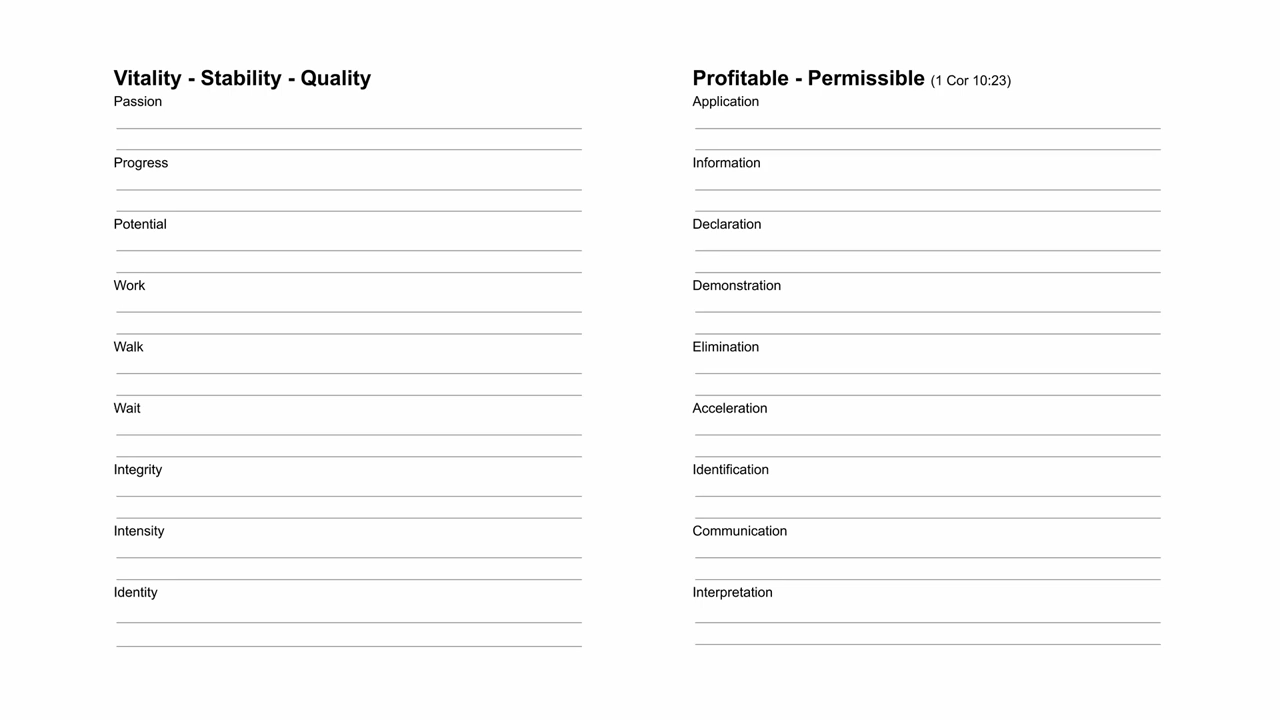 Vitality - Stability - Quality
Passion
Progress
Potential
Work
Walk
Wait
Integrity
Intensity
Identity
Profitable - Permissible (1 Cor 10:23)
Application
Information
Declaration
Demonstration
Elimination
Acceleration
Identification
Communication
Interpretation